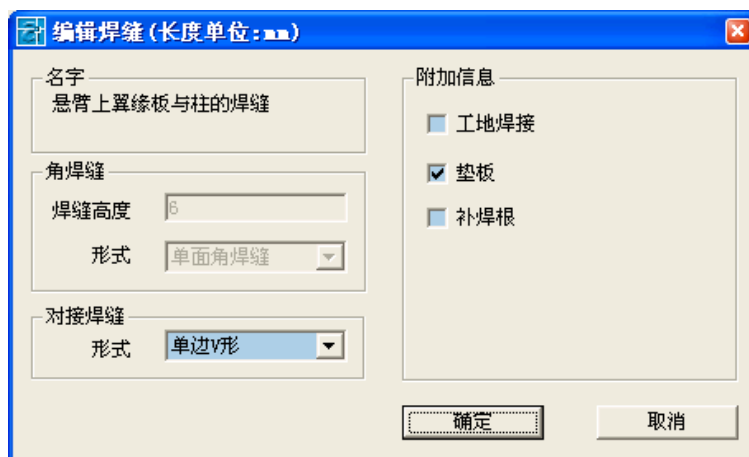 编辑焊缝(长度单位:mm)
名字
悬臂上翼缘板与柱的焊缝
角焊缝
焊缝高度 6
形式 单面角焊缝
对接焊缝
形式 单边V形
附加信息
工地焊接
垫板
补焊根
确定 取消